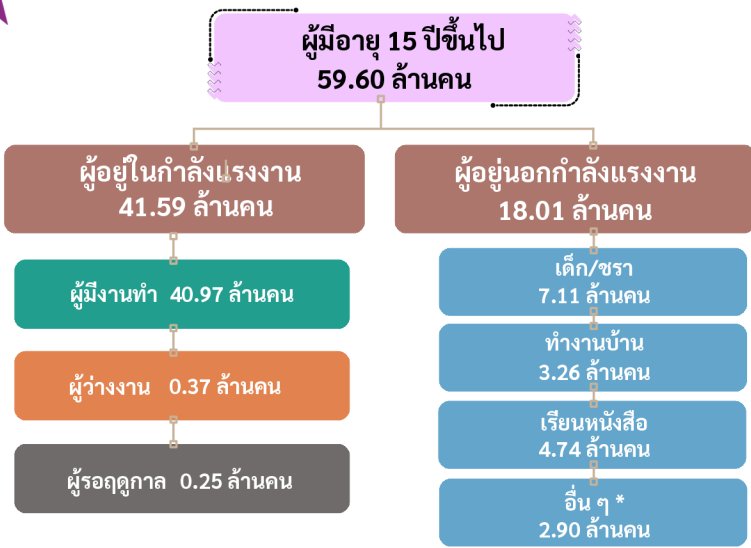 ผู้มีอายุ 15 ปีขึ้นไป
59.60 ล้านคน
ผู้อยู่ในกำลังแรงงาน
41.59 ล้านคน
ผู้มีงานทำ 40.97 ล้านคน
ผู้ว่างงาน 0.37 ล้านคน
ผู้รอฤดูกาล 0.25 ล้านคน
ผู้อยู่นอกกำลังแรงงาน
18.01 ล้านคน
เด็ก/ชรา
7.11 ล้านคน
ทำงานบ้าน
3.26 ล้านคน
เรียนหนังสือ
4.74 ล้านคน
อื่น ๆ *
2.90 ล้านคน